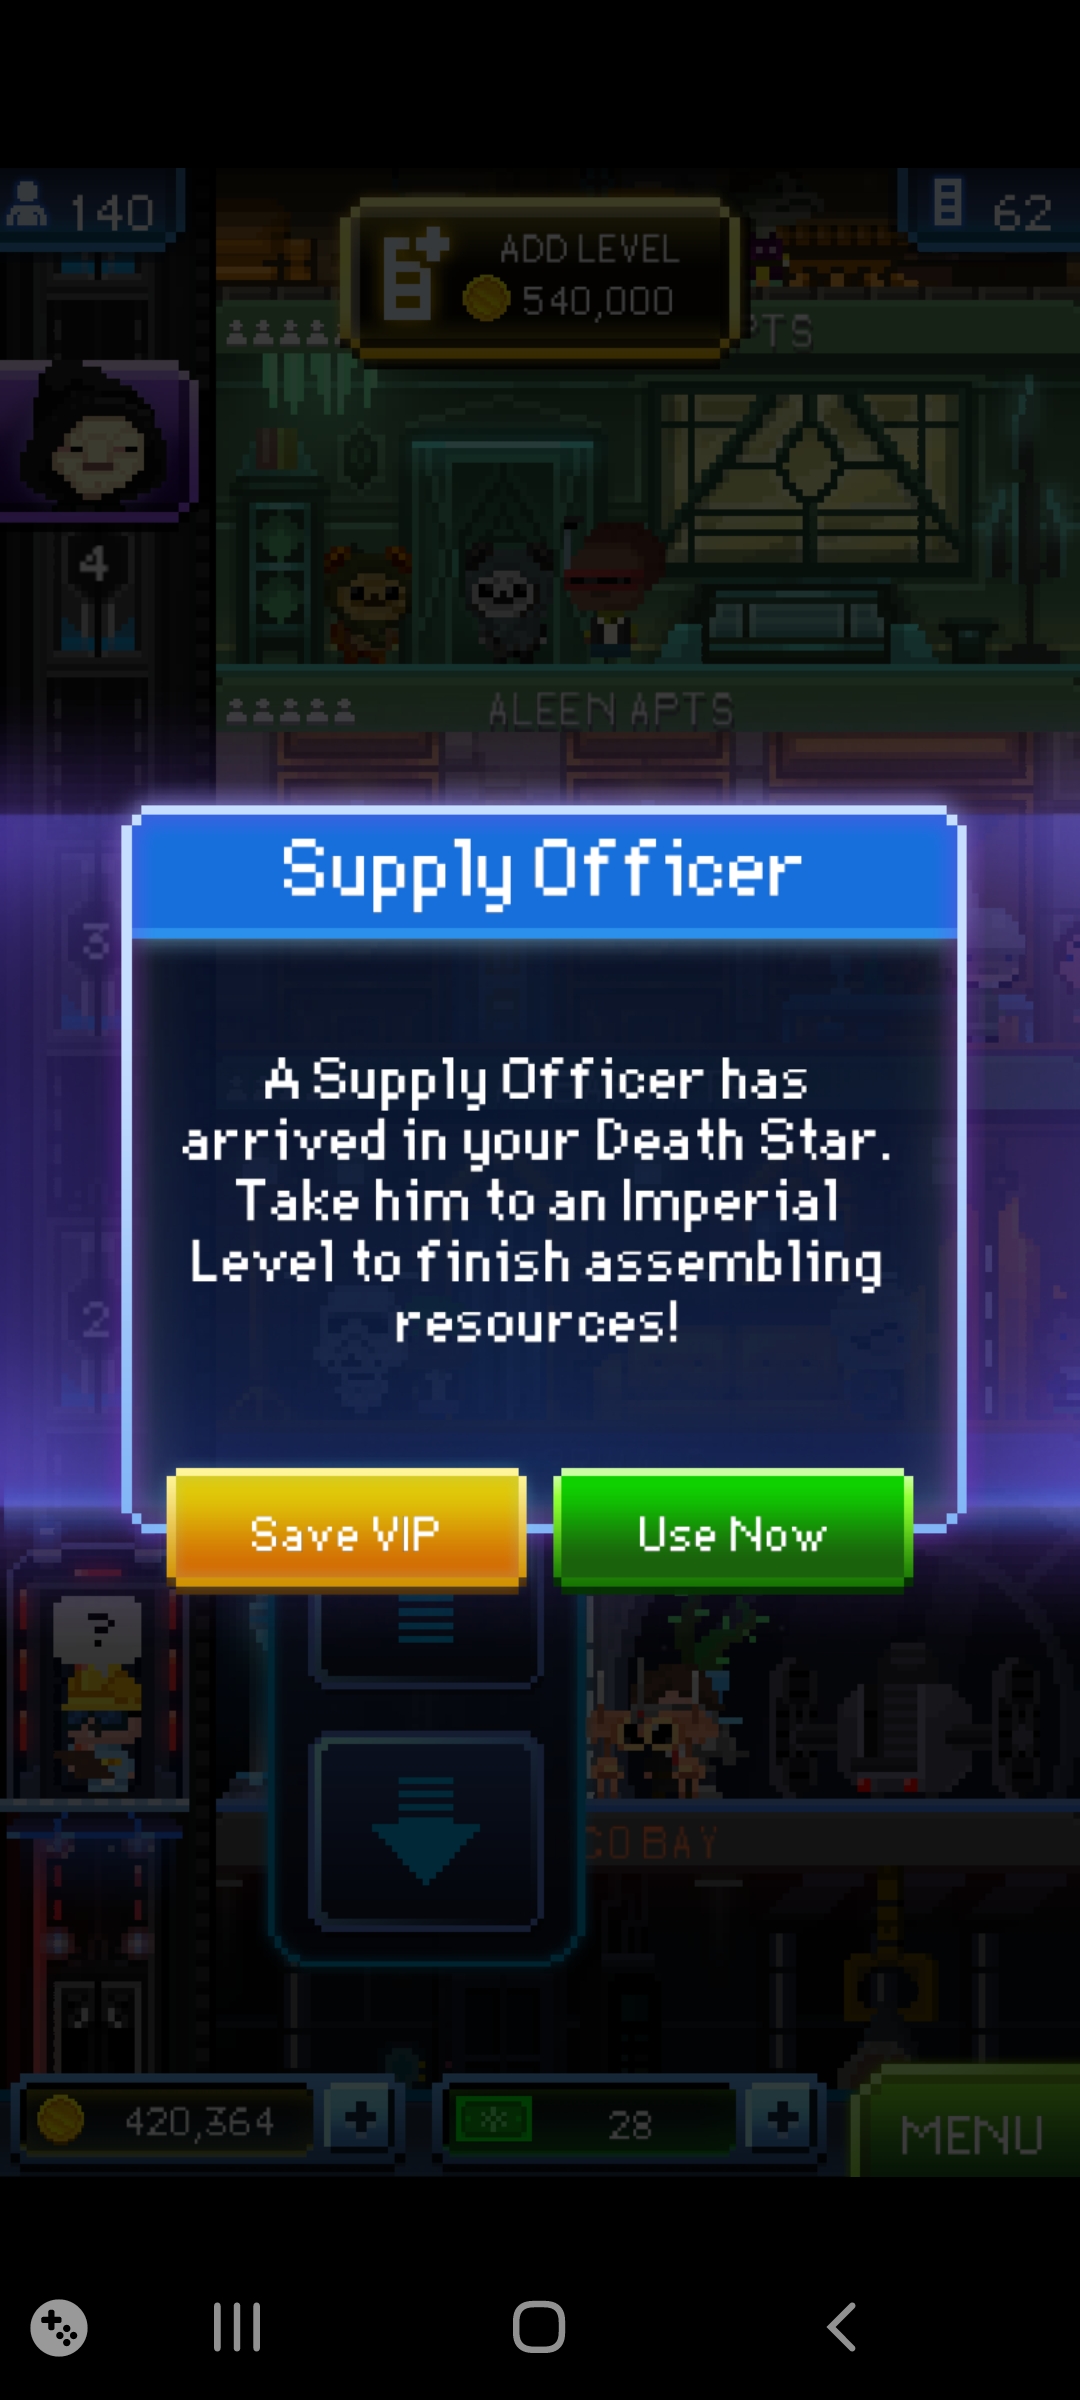 140
62
ADD LEVEL
540,000
PTS
4
ALEEN APTS
Supply Officer
3
A Supply Officer has
arrived in your Death Star.
Take him to an Imperial
Level to finish assembling
resources!
2
Save VIP
Use Now
?
CO BAY
420,364
28
MENU